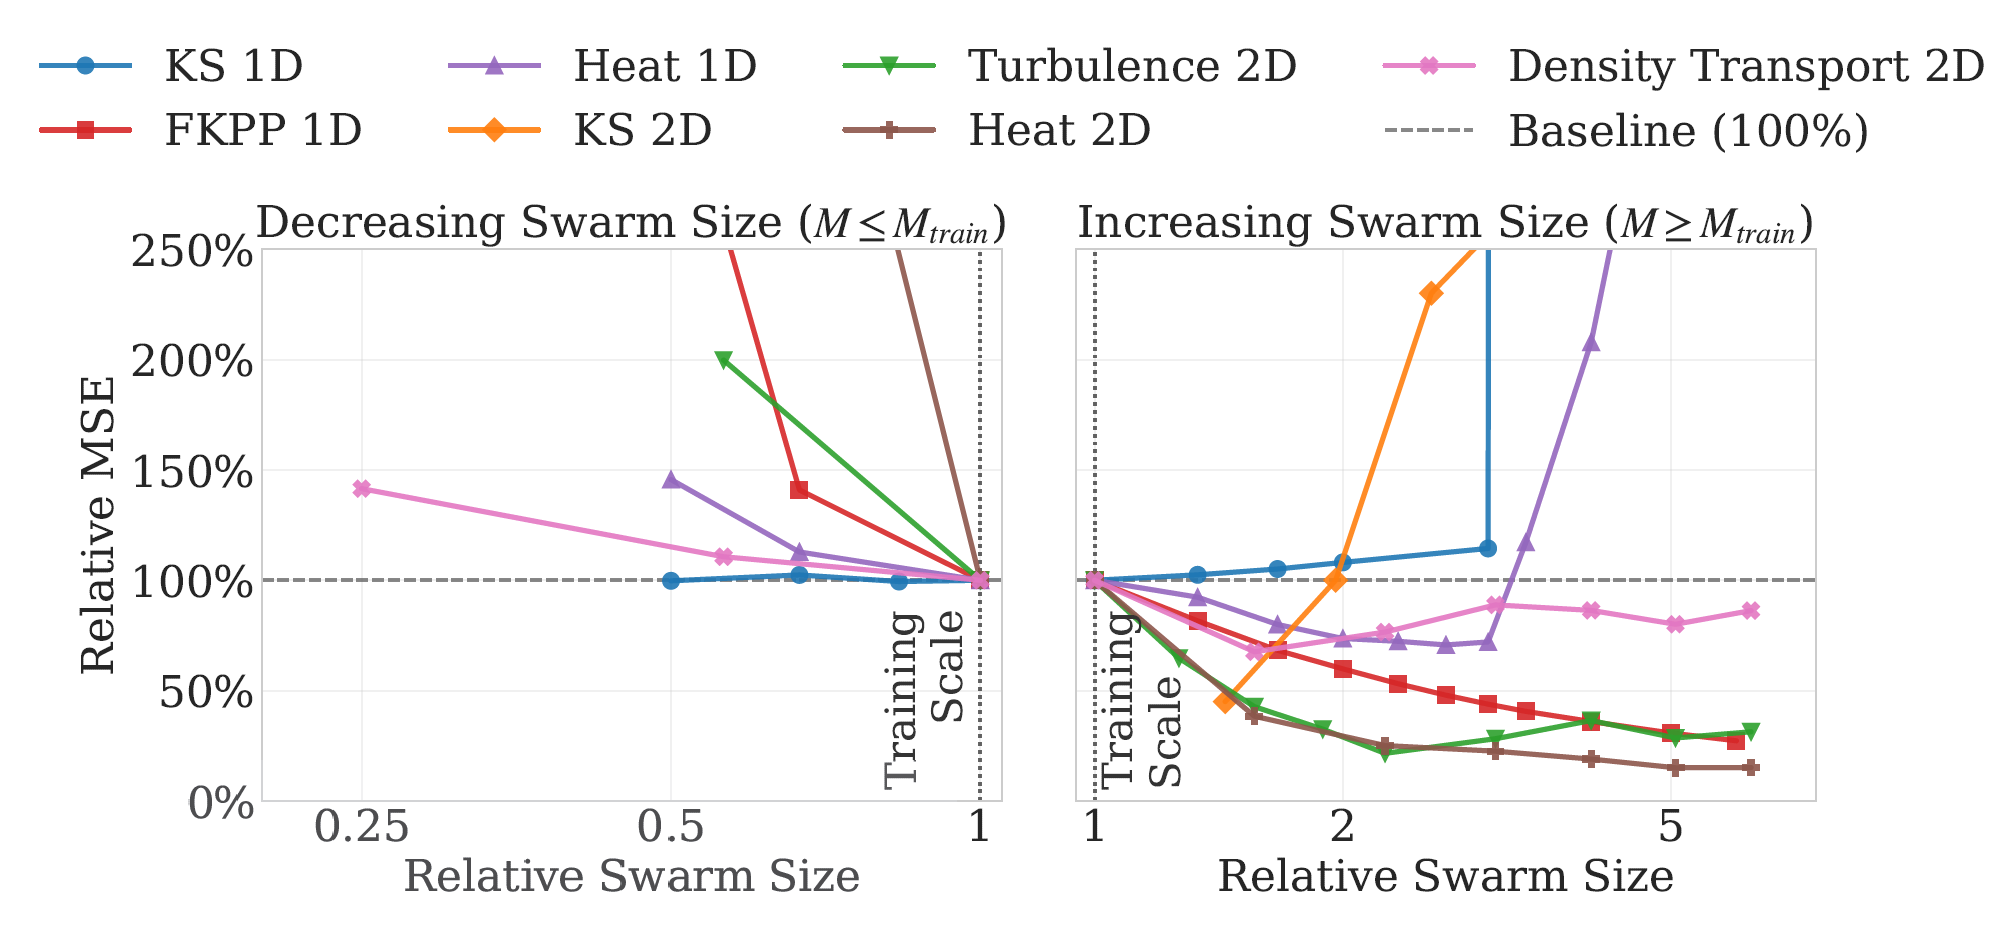 KS 1D
Heat 1D
Turbulence 2D
Density Transport 2D
FKPP 1D
KS 2D
Heat 2D
Baseline (100%)
Decreasing Swarm Size (M ≤ M_train)
Increasing Swarm Size (M ≥ M_train)
Relative MSE
250%
200%
150%
100%
50%
0%
Training
Scale
Training
Scale
0.25
0.5
1
1
2
5
Relative Swarm Size
Relative Swarm Size